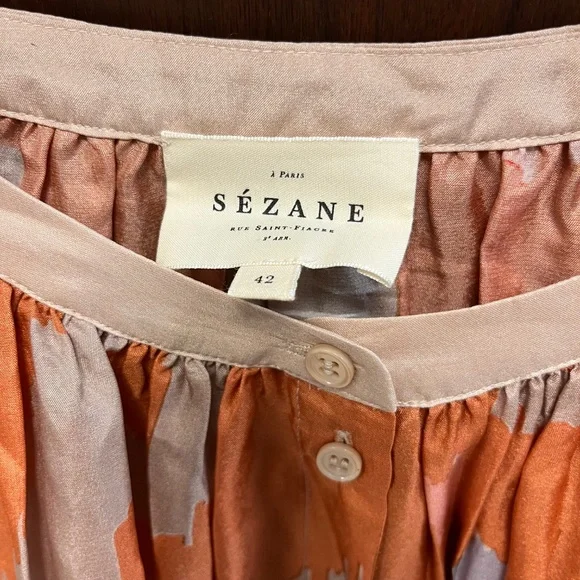 À PARIS
SÉZANE
RUE SAINT-FIACRE
2ᵉ ARR.
42